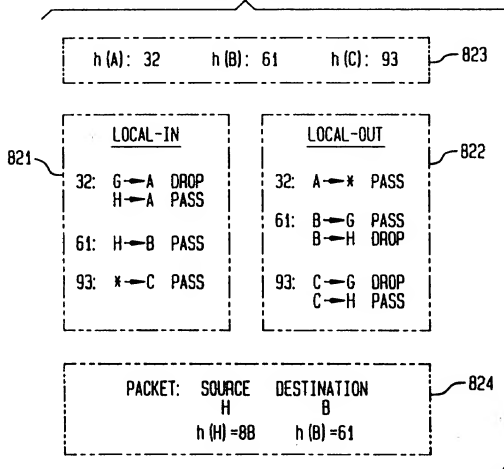 h(A): 32 h(B): 61 h(C): 93
823
821
LOCAL-IN
32: G→A DROP
H→A PASS
61: H→B PASS
93: *→C PASS
LOCAL-OUT
822
32: A→* PASS
61: B→G PASS
B→H DROP
93: C→G DROP
C→H PASS
824
PACKET: SOURCE DESTINATION
H B
h(H)=88 h(B)=61